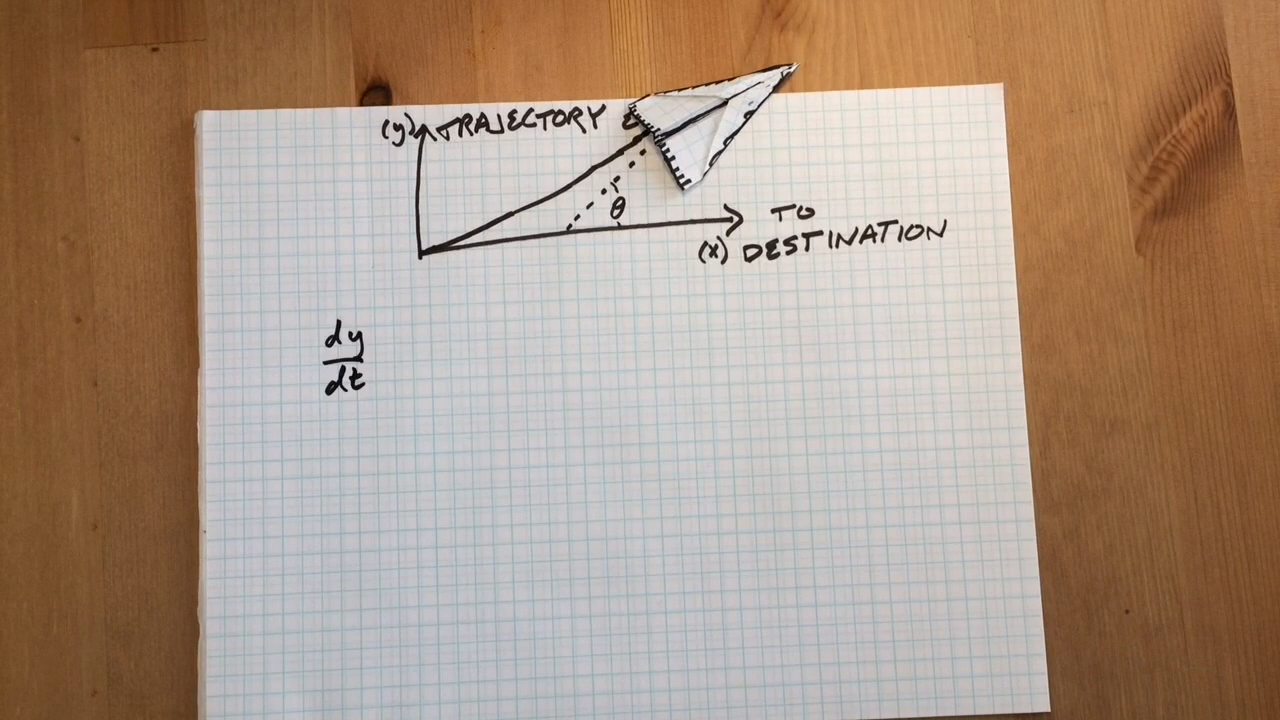 (y) TRAJECTORY
θ
TO
(x) DESTINATION
dy
dt